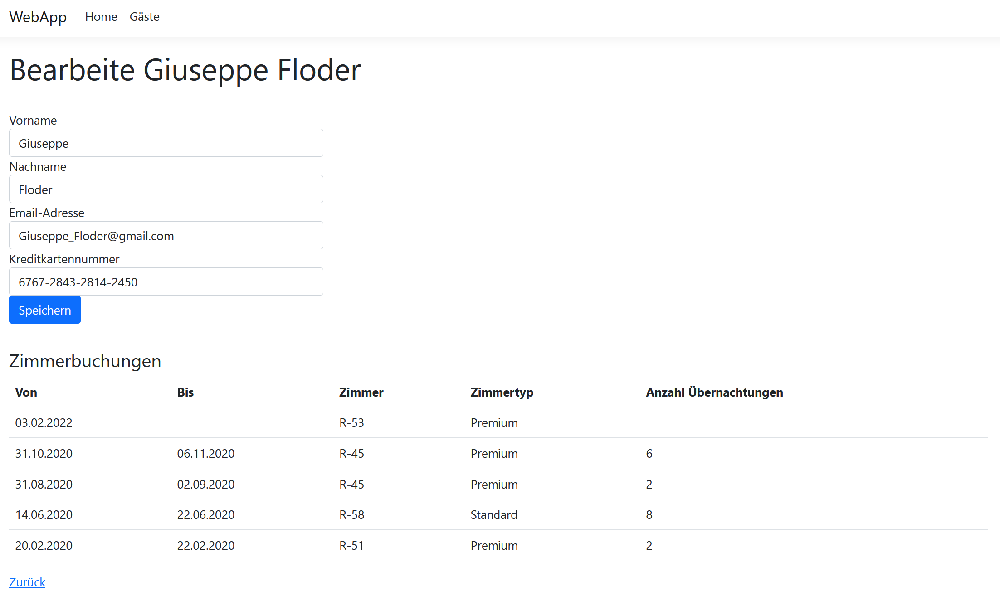 WebApp Home Gäste
Bearbeite Giuseppe Floder
Vorname
Giuseppe
Nachname
Floder
Email-Adresse
Giuseppe_Floder@gmail.com
Kreditkartennummer
6767-2843-2814-2450
Speichern
Zimmerbuchungen
Von Bis Zimmer Zimmertyp Anzahl Übernachtungen
03.02.2022 R-53 Premium
31.10.2020 06.11.2020 R-45 Premium 6
31.08.2020 02.09.2020 R-45 Premium 2
14.06.2020 22.06.2020 R-58 Standard 8
20.02.2020 22.02.2020 R-51 Premium 2
Zurück